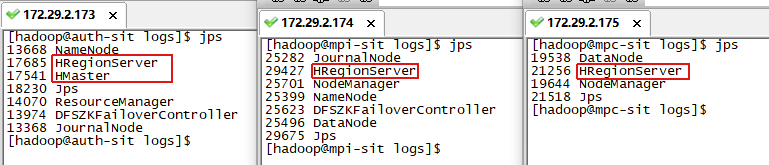 172.29.2.173 ×
[hadoop@auth-sit logs]$ jps
13668 NameNode
17685 HRegionServer
17541 HMaster
18230 Jps
14070 ResourceManager
13974 DFSZKFailoverController
13368 JournalNode
[hadoop@auth-sit logs]$
172.29.2.174 ×
[hadoop@mpi-sit logs]$ jps
25282 JournalNode
29427 HRegionServer
25701 NodeManager
25399 NameNode
25623 DFSZKFailoverController
25496 DataNode
29675 Jps
[hadoop@mpi-sit logs]$
172.29.2.175 ×
[hadoop@mpc-sit logs]$ jps
19538 DataNode
21256 HRegionServer
19644 NodeManager
21518 Jps
[hadoop@mpc-sit logs]$